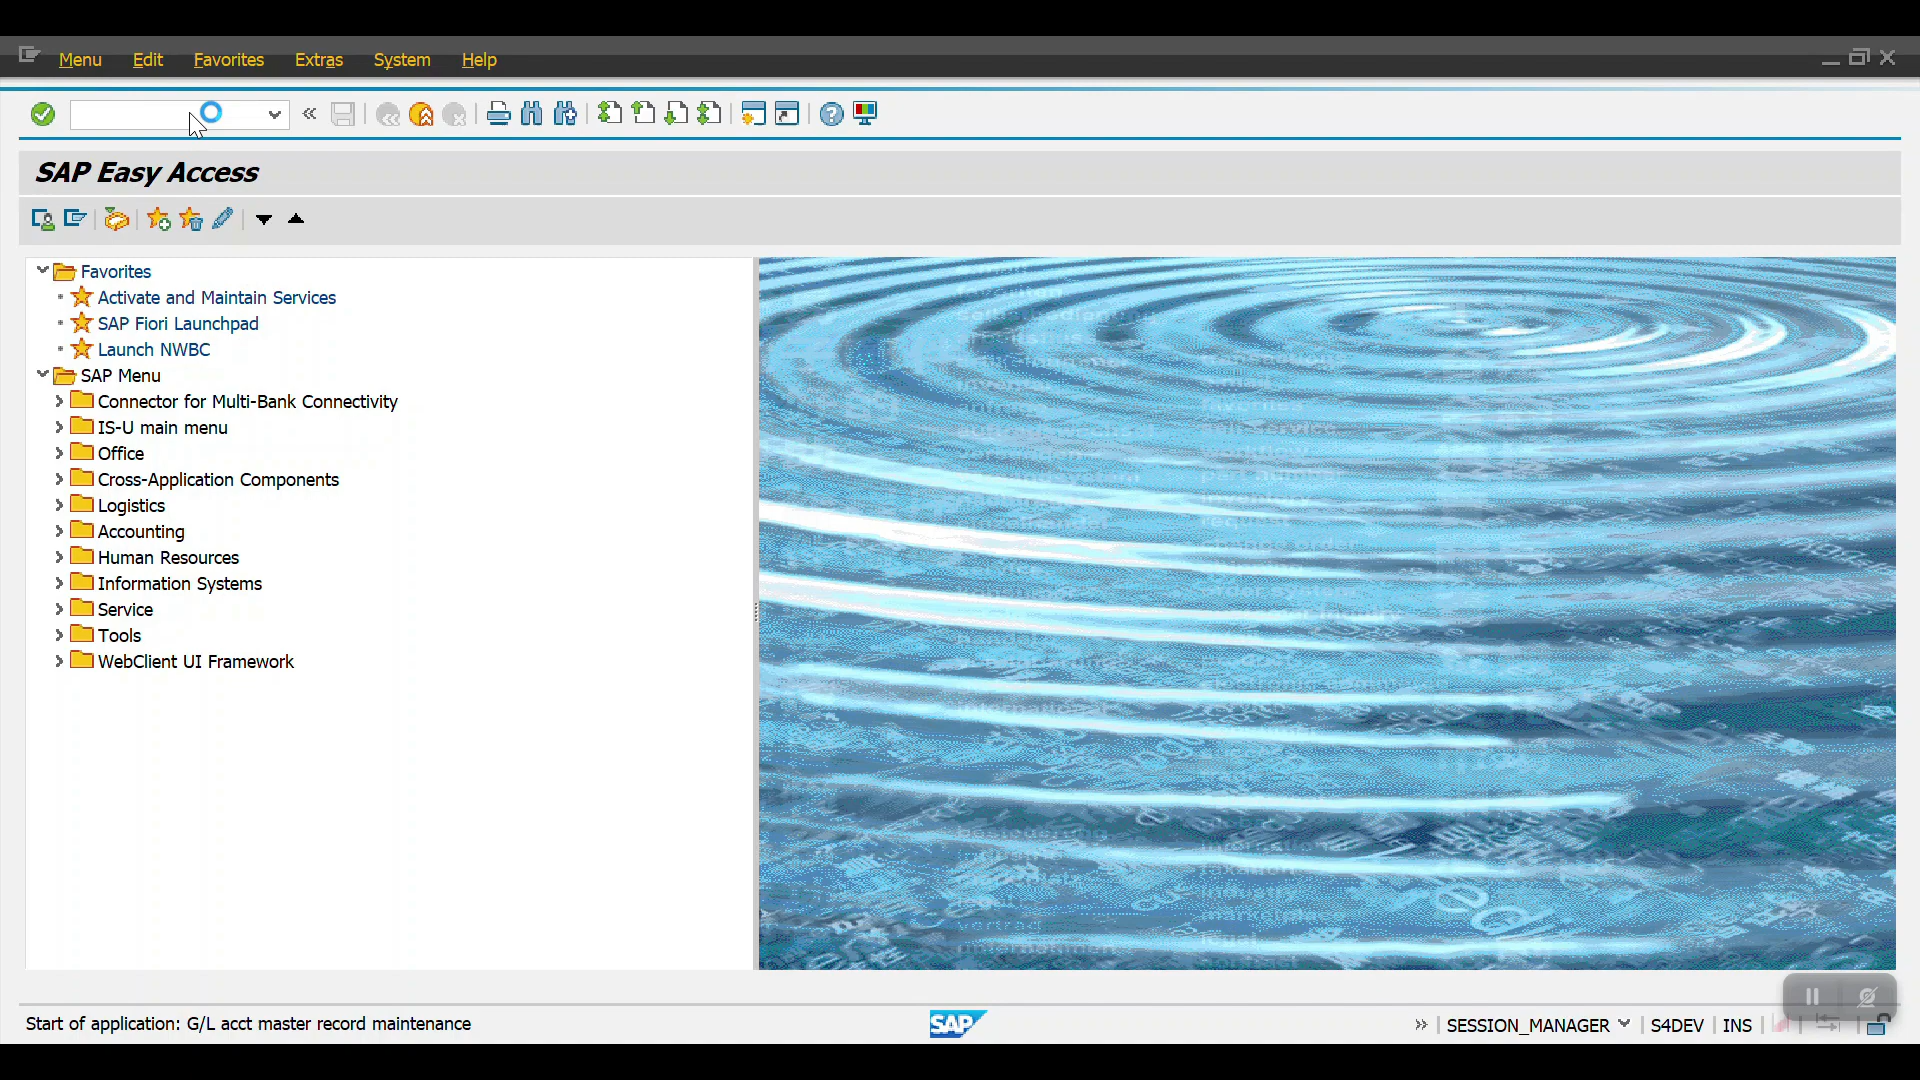 Menu Edit Favorites Extras System Help
SAP Easy Access
Favorites
Activate and Maintain Services
SAP Fiori Launchpad
Launch NWBC
SAP Menu
Connector for Multi-Bank Connectivity
IS-U main menu
Office
Cross-Application Components
Logistics
Accounting
Human Resources
Information Systems
Service
Tools
WebClient UI Framework
Start of application: G/L acct master record maintenance
SAP
SESSION_MANAGER
S4DEV
INS